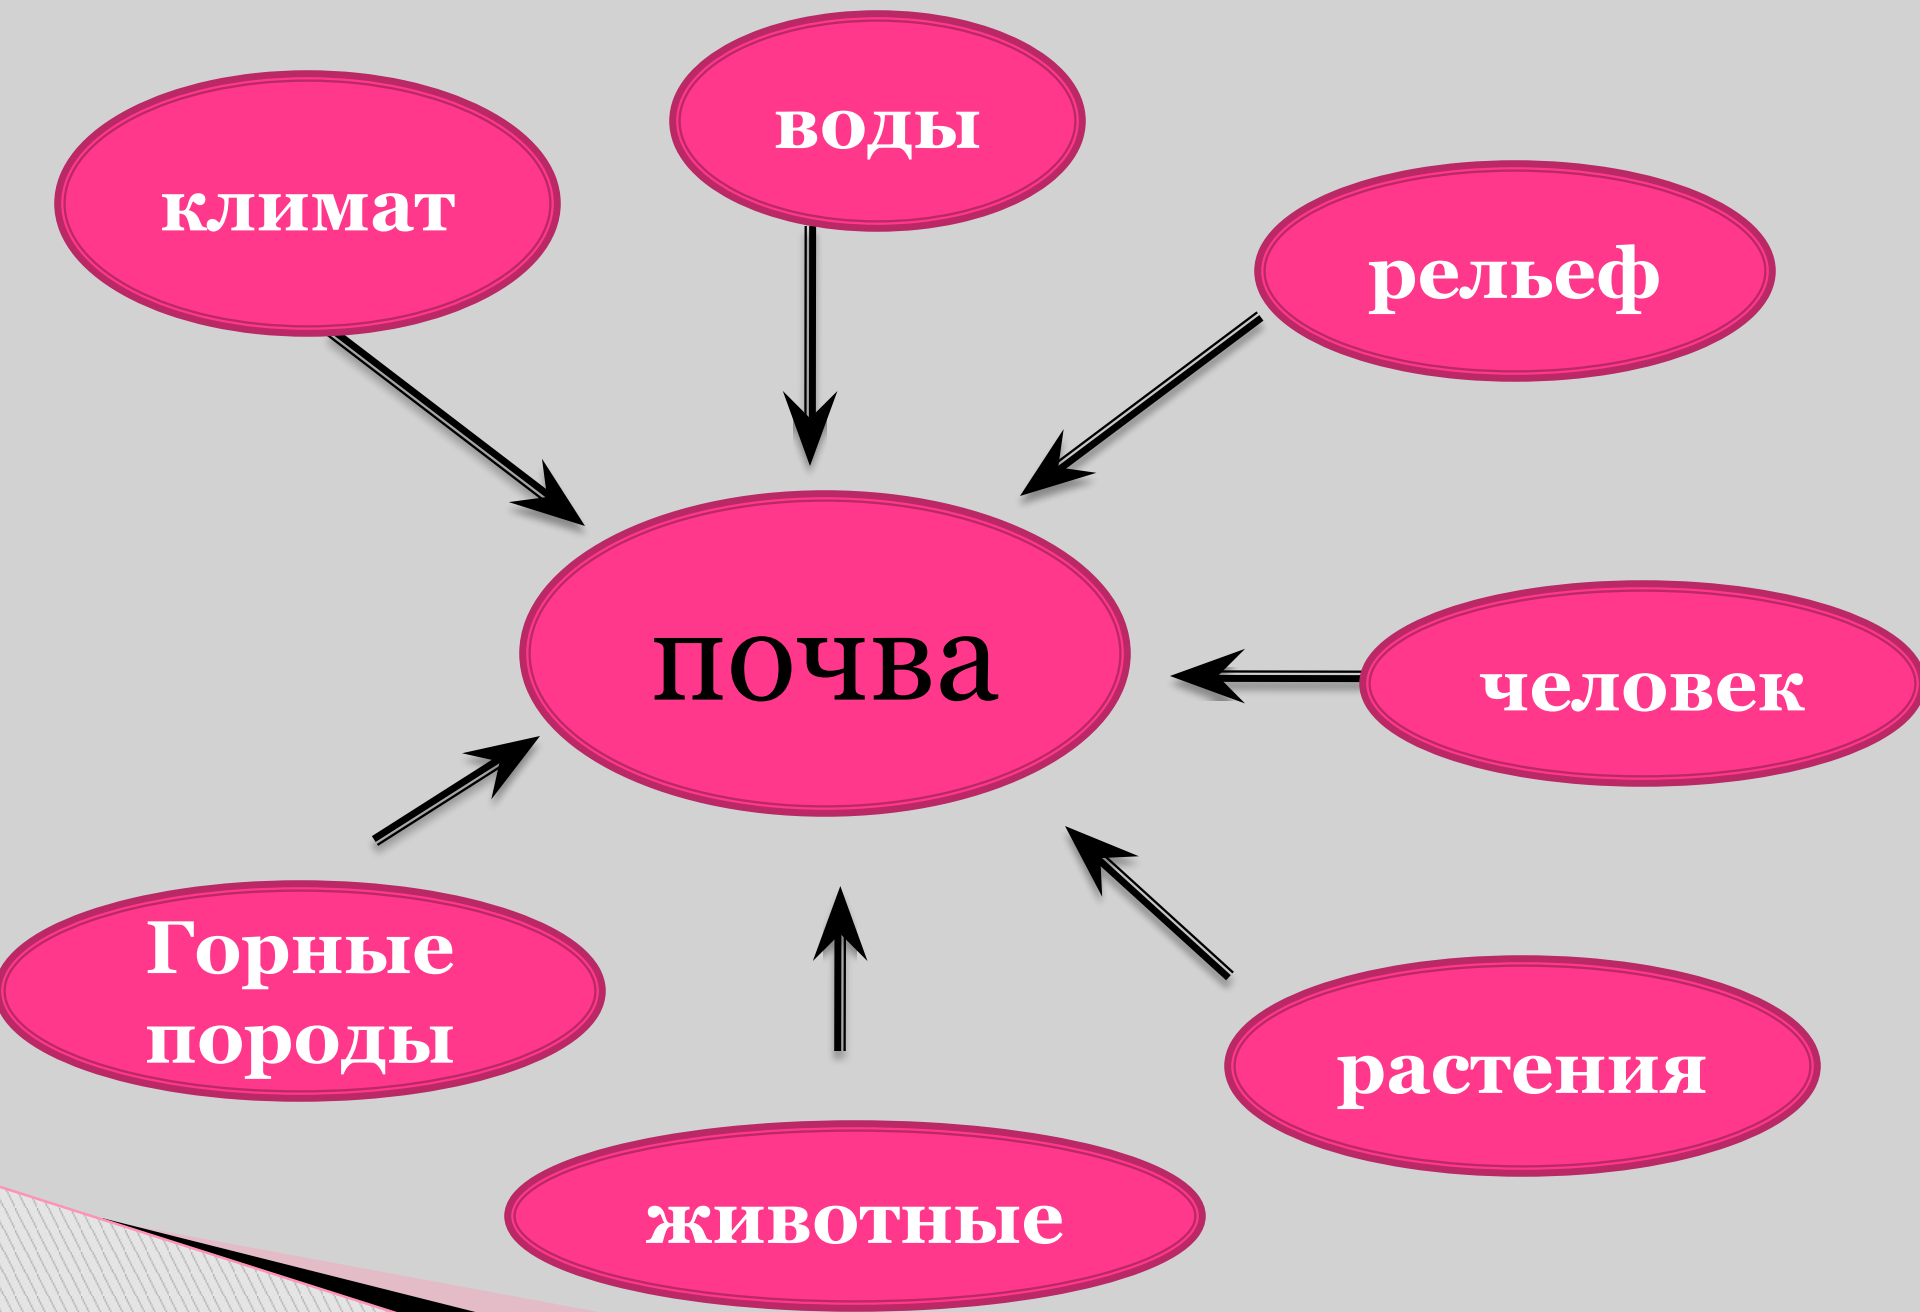 воды
климат
рельеф
почва
человек
Горные
породы
растения
животные